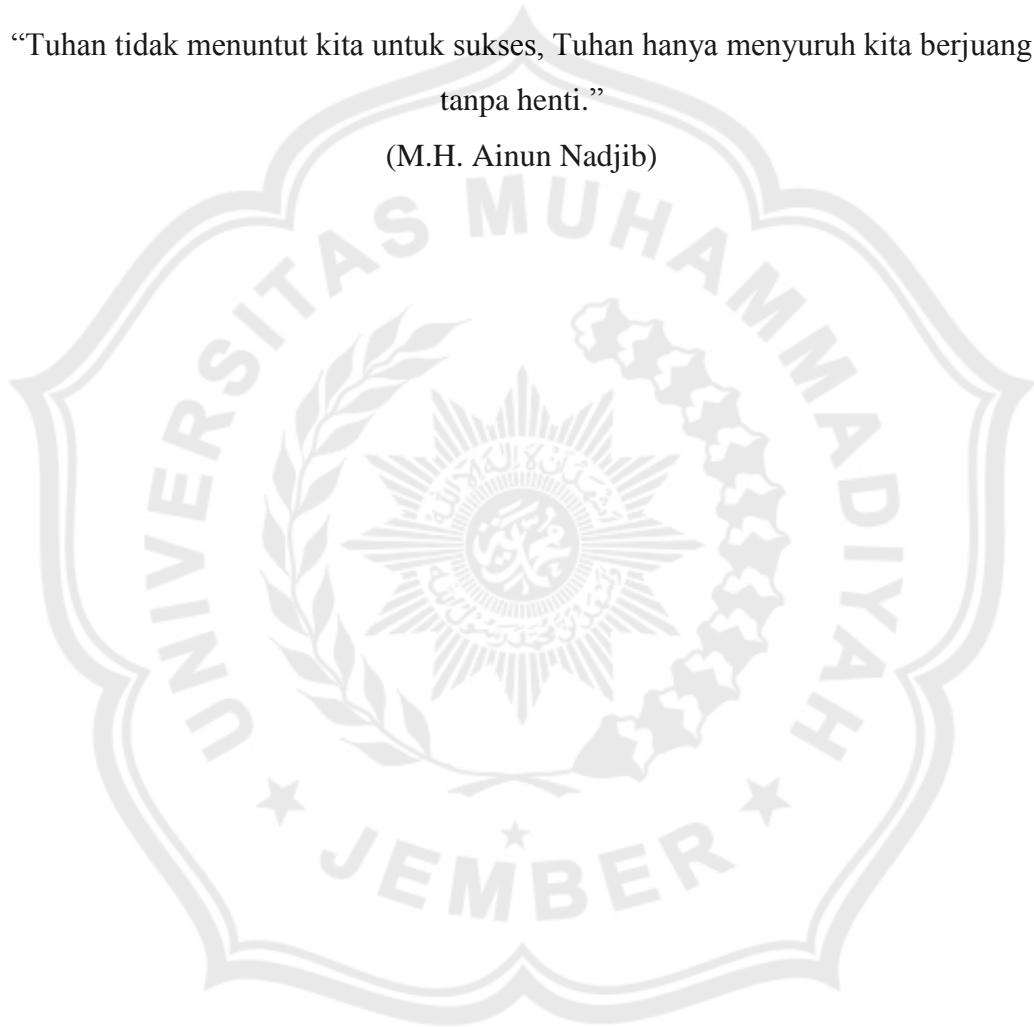 “Tuhan tidak menuntut kita untuk sukses, Tuhan hanya menyuruh kita berjuang
tanpa henti.”
(M.H. Ainun Nadjib)
UNIVERSITAS MUHAMMADIYAH
JEMBER